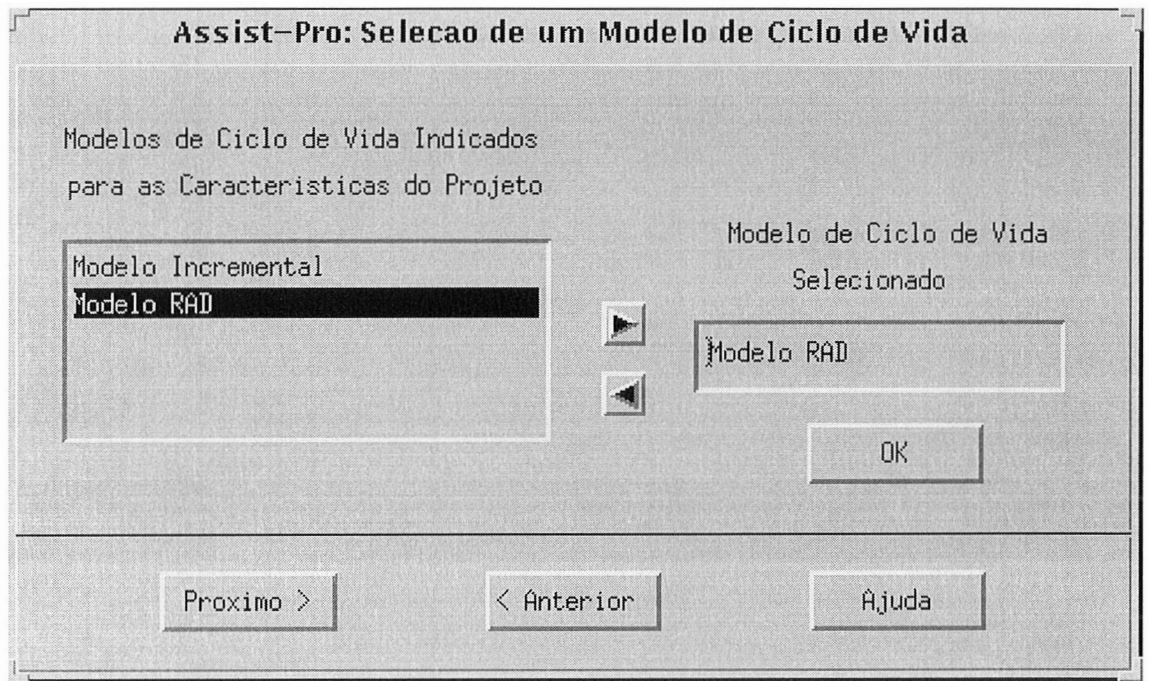 Assist-Pro: Selecao de um Modelo de Ciclo de Vida
Modelos de Ciclo de Vida Indicados
para as Caracteristicas do Projeto
Modelo Incremental
Modelo RAD
Modelo de Ciclo de Vida
Selecionado
Modelo RAD
OK
Proximo >
< Anterior
Ajuda